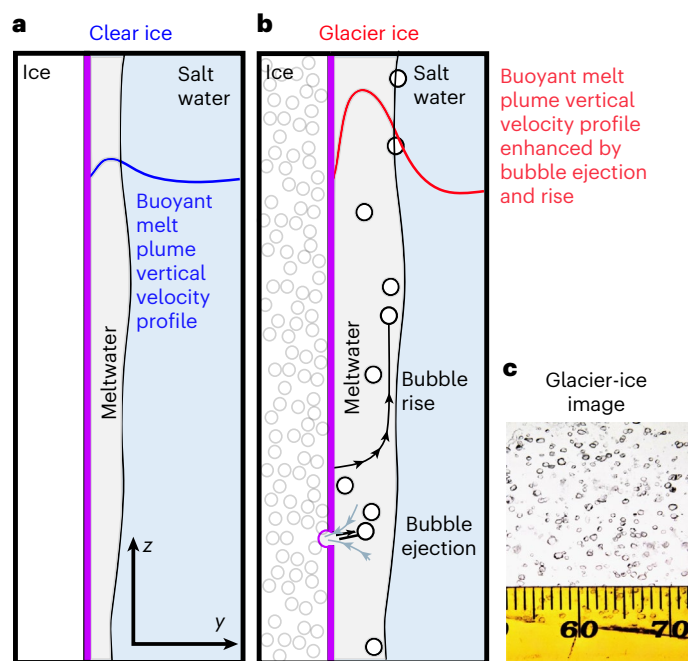 a
Clear ice
Ice
Salt
water
Buoyant
melt
plume
vertical
velocity
profile
Meltwater
z
y
b
Glacier ice
Ice
Salt
water
Meltwater
Bubble
rise
Bubble
ejection
Buoyant melt
plume vertical
velocity profile
enhanced by
bubble ejection
and rise
c
Glacier-ice
image
60
70